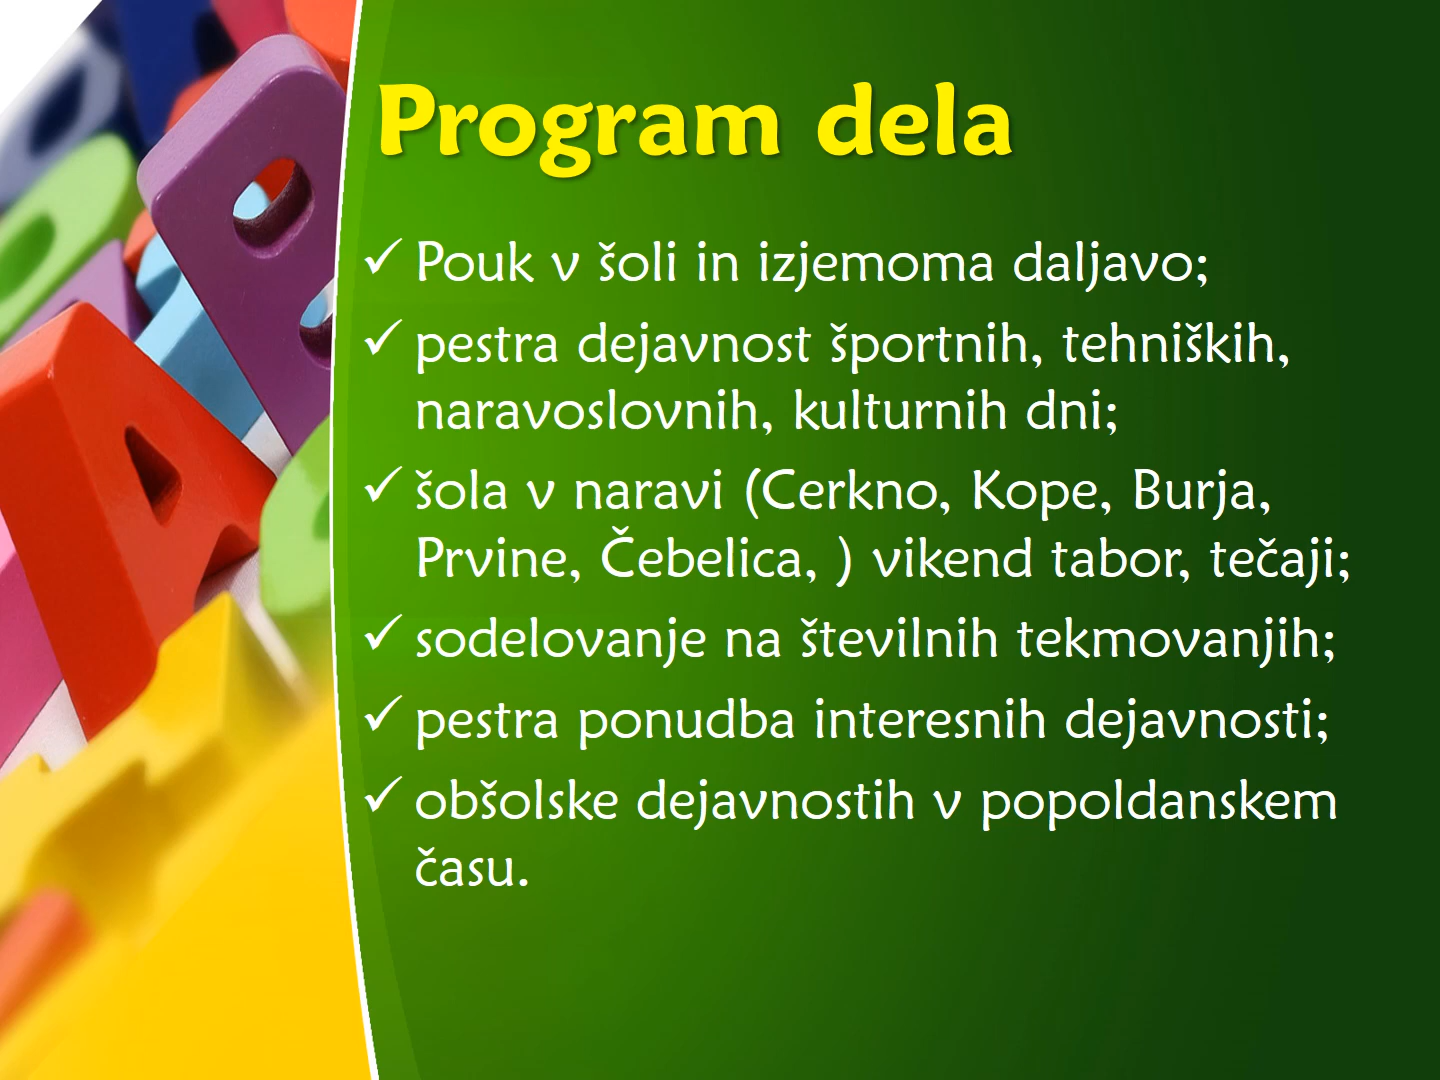 Program dela
✓ Pouk v šoli in izjemoma daljavo;
✓ pestra dejavnost športnih, tehniških,
naravoslovnih, kulturnih dni;
✓ šola v naravi (Cerkno, Kope, Burja,
Prvine, Čebelica, ) vikend tabor, tečaji;
✓ sodelovanje na številnih tekmovanjih;
✓ pestra ponudba interesnih dejavnosti;
✓ obšolske dejavnostih v popoldanskem
času.